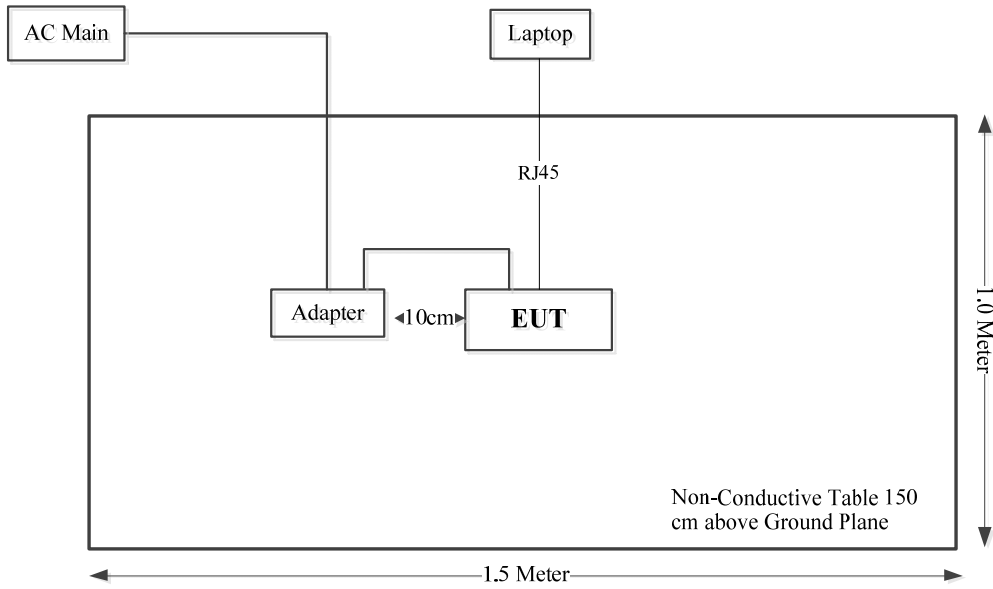 AC Main
Laptop
RJ45
Adapter
10cm
EUT
1.0 Meter
Non-Conductive Table 150
cm above Ground Plane
1.5 Meter